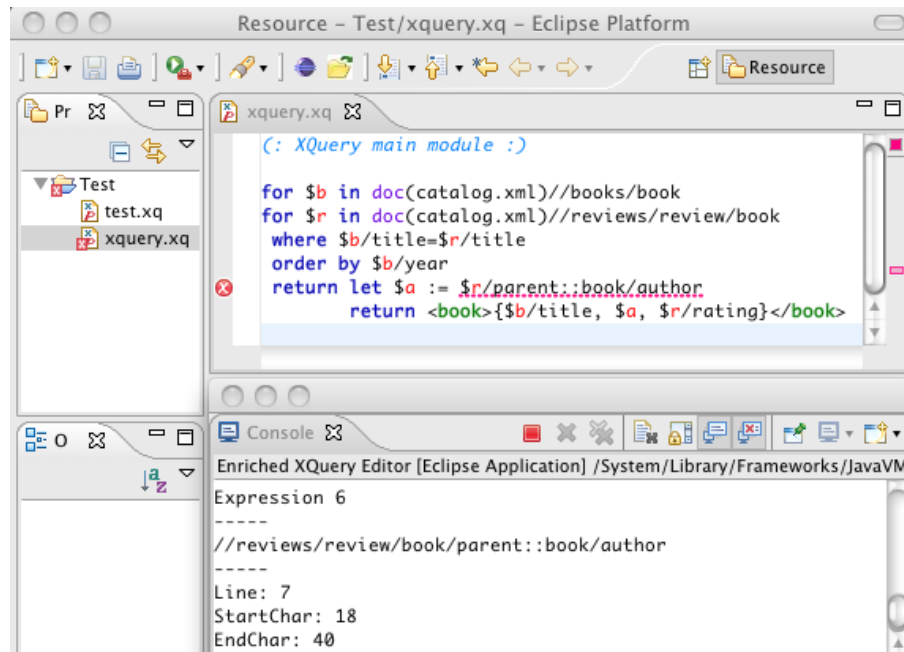 Resource – Test/xquery.xq – Eclipse Platform
Resource
Pr
Test
test.xq
xquery.xq
xquery.xq
(: XQuery main module :)
for $b in doc(catalog.xml)//books/book
for $r in doc(catalog.xml)//reviews/review/book
where $b/title=$r/title
order by $b/year
return let $a := $r/parent::book/author
return <book>{$b/title, $a, $r/rating}</book>
O
Console
Enriched XQuery Editor [Eclipse Application] /System/Library/Frameworks/JavaVM
Expression 6
-----
//reviews/review/book/parent::book/author
-----
Line: 7
StartChar: 18
EndChar: 40